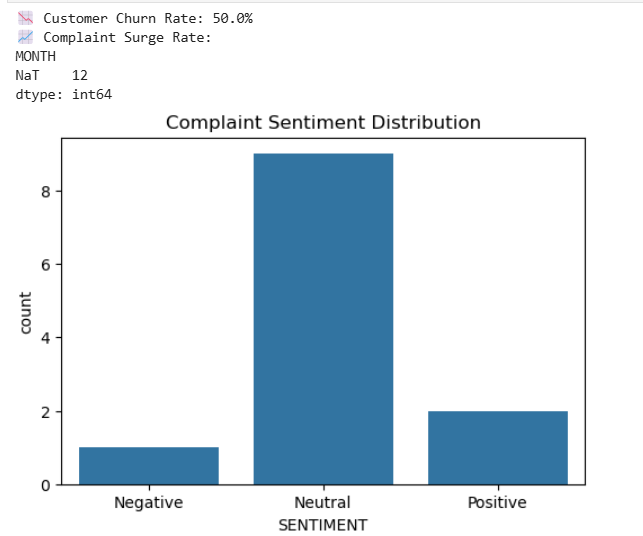 📉 Customer Churn Rate: 50.0%
📈 Complaint Surge Rate:
MONTH
NaT    12
dtype: int64
Complaint Sentiment Distribution
8
6
4
2
0
count
Negative Neutral Positive
SENTIMENT